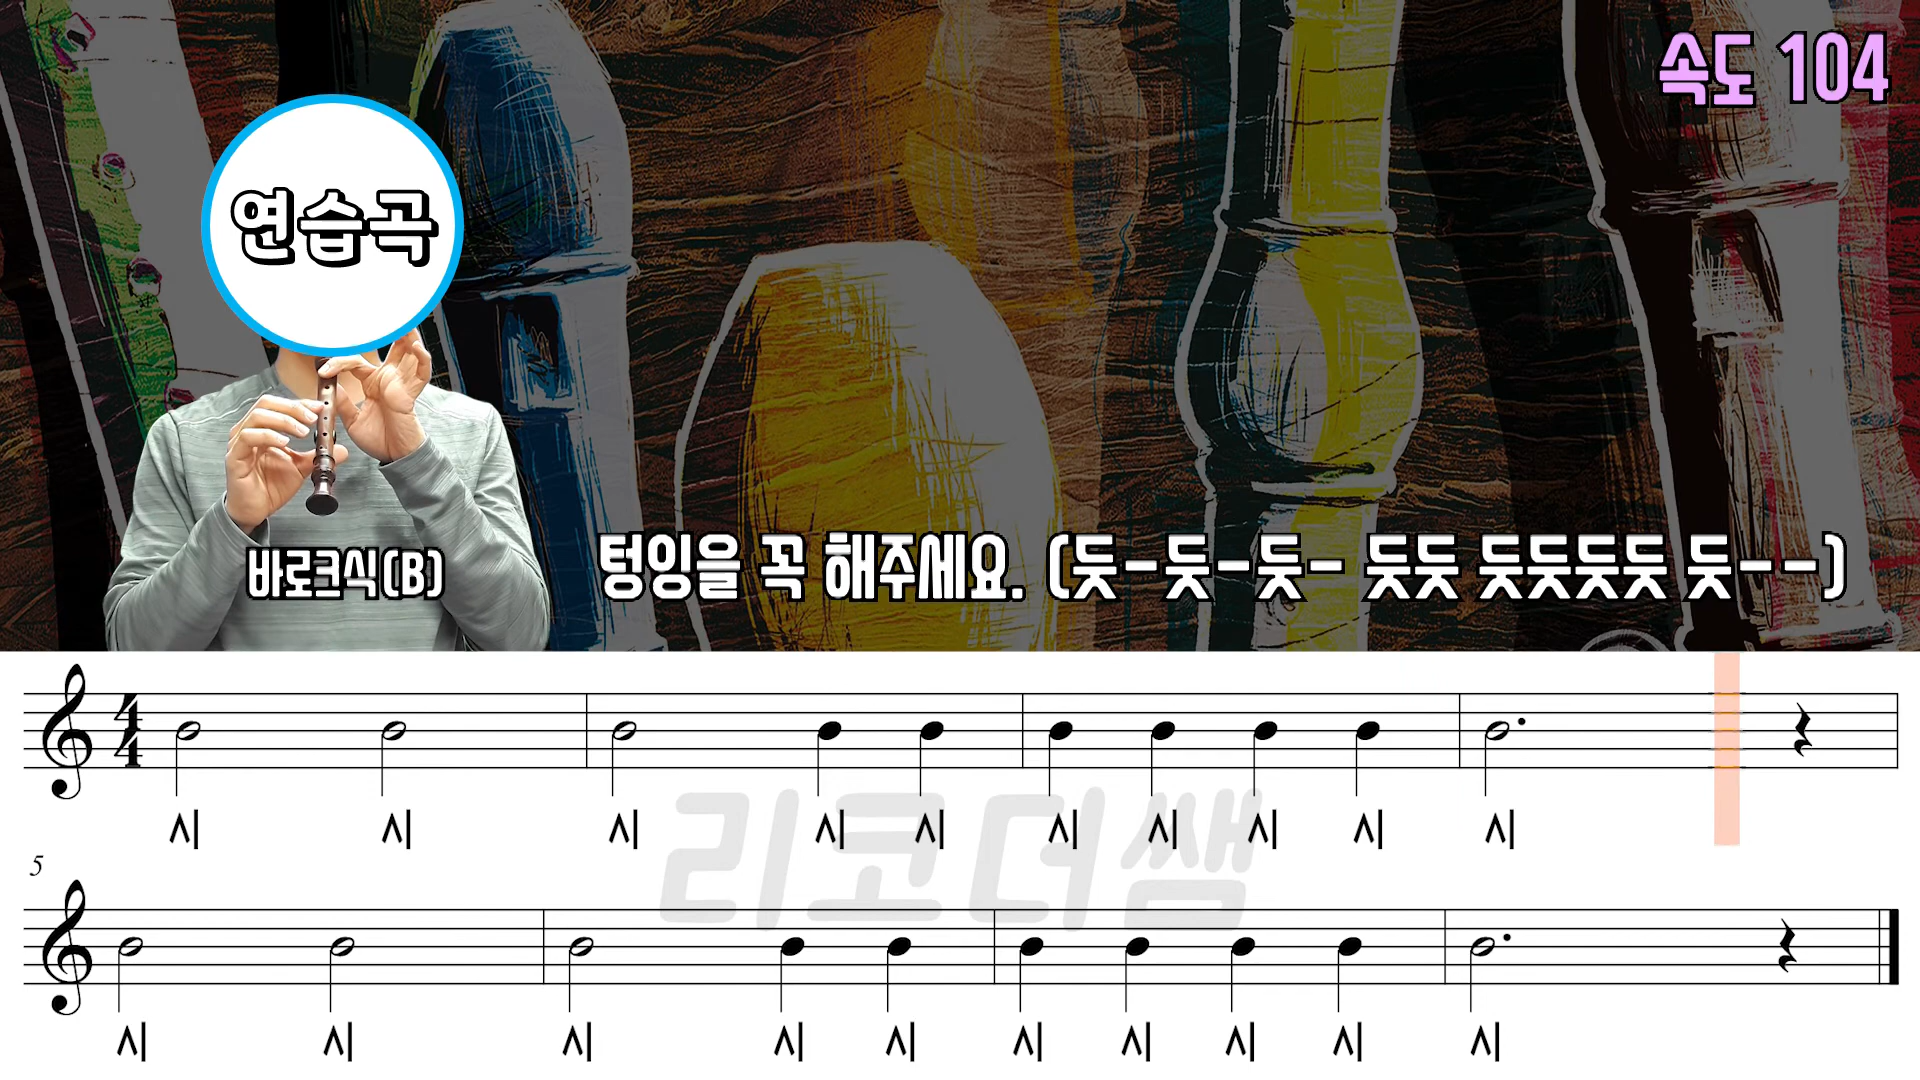 속도 104
연습곡
바로크식(B)
텅잉을 꼭 해주세요. (듯-듯-듯- 듯듯 듯듯듯듯 듯--)
4
4
시 시 시 시 시 시 시 시 시 시
리코더쌤
5
시 시 시 시 시 시 시 시 시 시